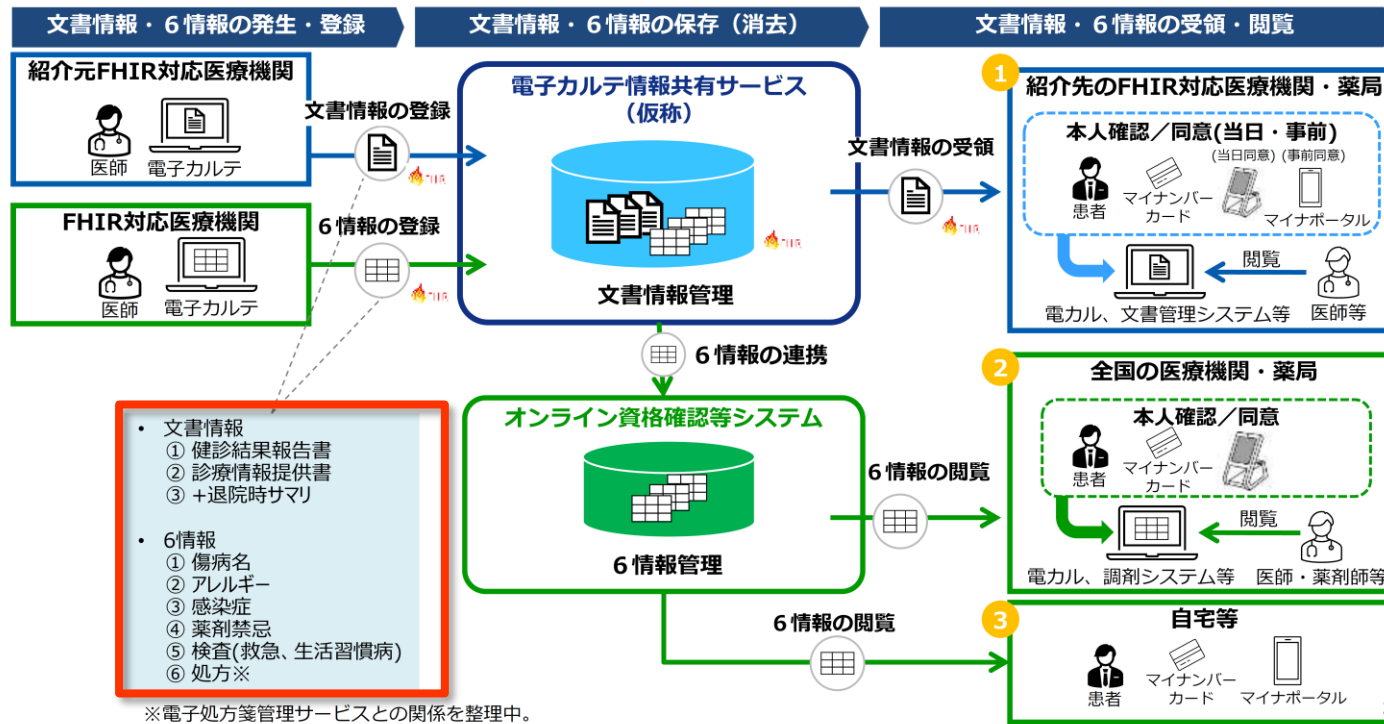 文書情報・６情報の発生・登録
文書情報・６情報の保存（消去）
文書情報・６情報の受領・閲覧
紹介元FHIR対応医療機関
医師
電子カルテ
文書情報の登録
FHIR対応医療機関
医師
電子カルテ
６情報の登録
電子カルテ情報共有サービス
（仮称）
文書情報管理
６情報の連携
オンライン資格確認等システム
６情報管理
文書情報の受領
６情報の閲覧
６情報の閲覧
1
紹介先のFHIR対応医療機関・薬局
本人確認／同意(当日・事前)
(当日同意)
(事前同意)
患者
マイナンバー
カード
マイナポータル
閲覧
電カル、文書管理システム等
医師等
2
全国の医療機関・薬局
本人確認／同意
患者
マイナンバー
カード
閲覧
電カル、調剤システム等
医師・薬剤師等
3
自宅等
患者
マイナンバー
カード
マイナポータル
• 文書情報
① 健診結果報告書
② 診療情報提供書
③ +退院時サマリ
• 6情報
① 傷病名
② アレルギー
③ 感染症
④ 薬剤禁忌
⑤ 検査(救急、生活習慣病)
⑥ 処方※
※電子処方箋管理サービスとの関係を整理中。